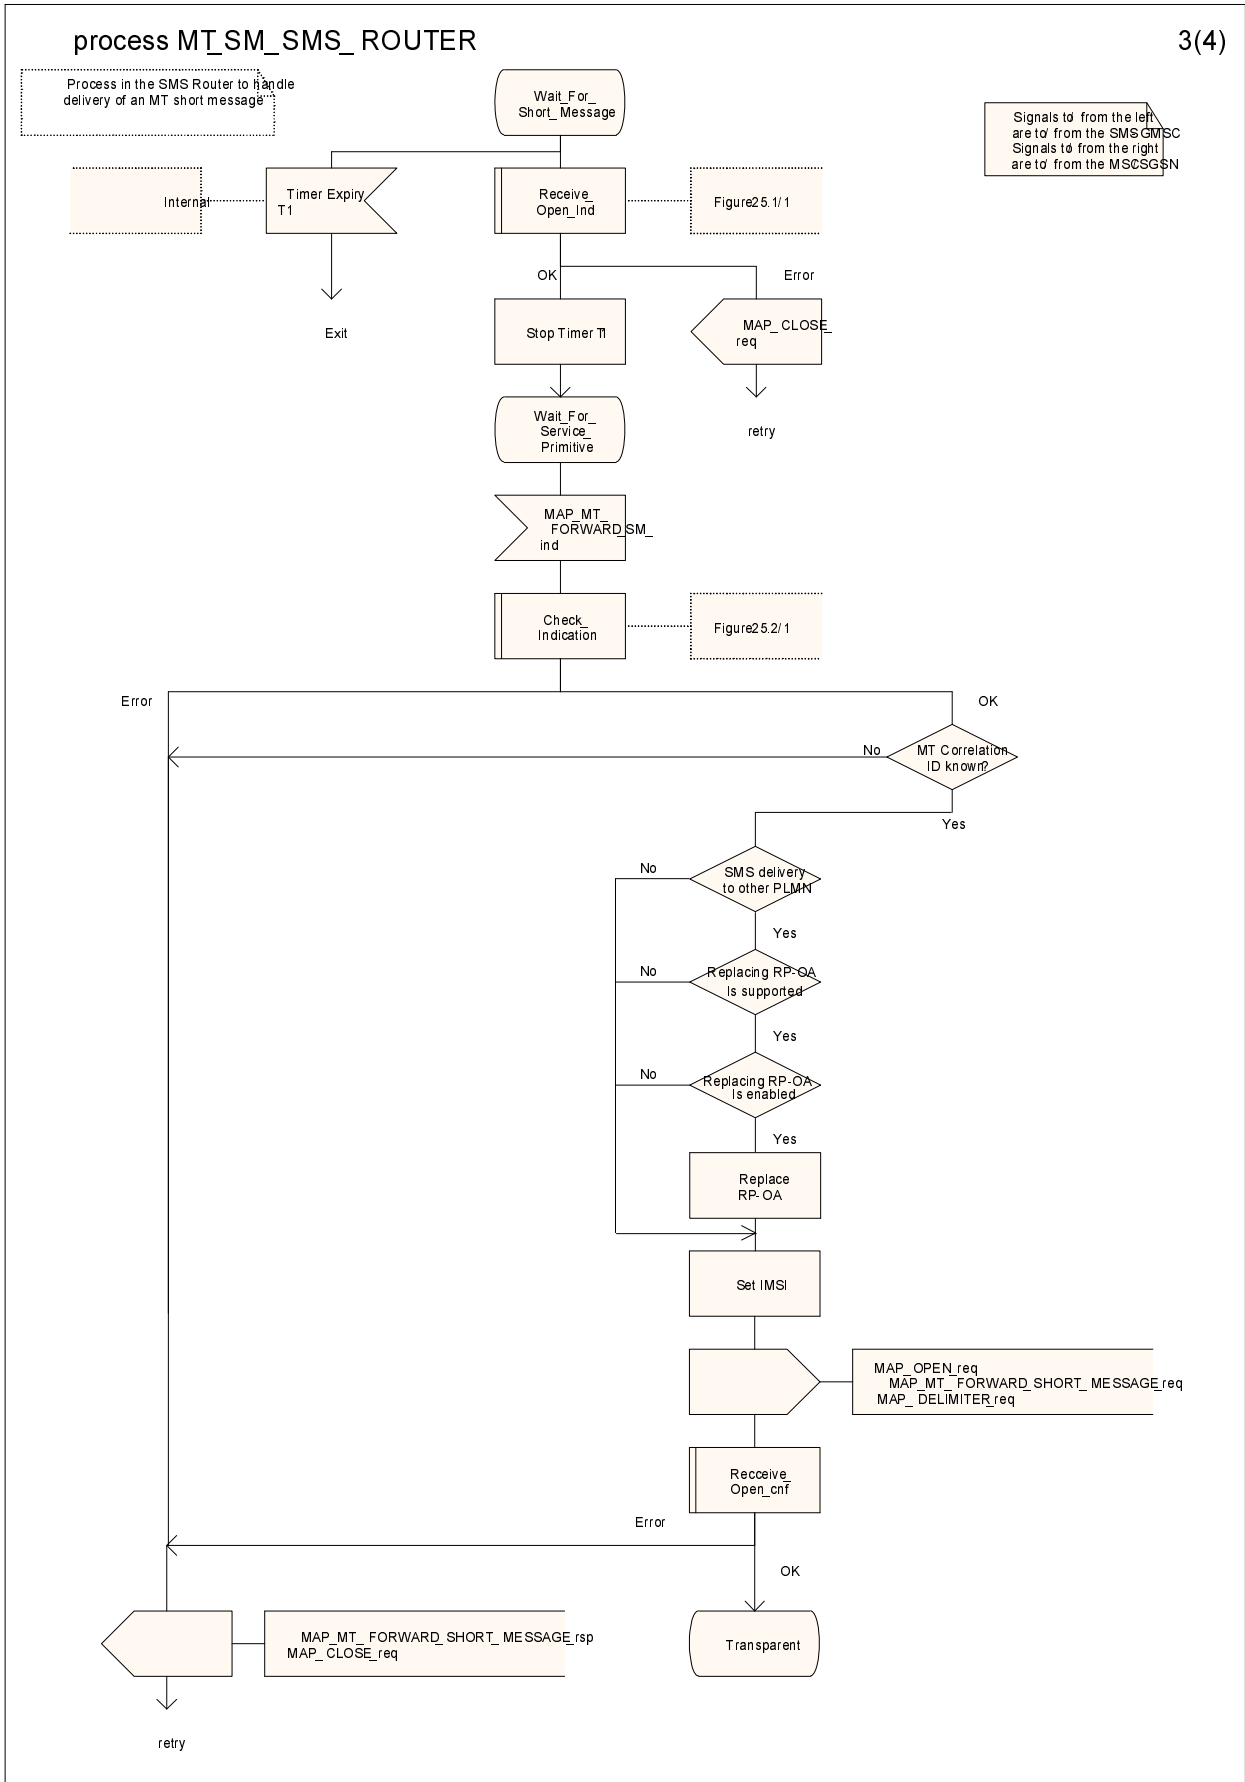 process MT_SM_SMS_ROUTER
3(4)
Process in the SMS Router to handle
delivery of an MT short message
Wait_For_
Short_Message
Signals to/ from the left
are to/ from the SMS-GMSC
Signals to/ from the right
are to/ from the MSC/SGSN
Internal
Timer Expiry
T1
Receive_
Open_Ind
Figure25.1/1
OK
Error
Exit
Stop Timer T1
MAP_CLOSE_
req
Wait_For_
Service_
Primitive
retry
MAP_MT_
FORWARD_SM_
ind
Check_
Indication
Figure25.2/1
Error
OK
No
MT Correlation
ID known?
Yes
No
SMS delivery
to other PLMN
Yes
No
Replacing RP-OA
Is supported
Yes
No
Replacing RP-OA
Is enabled
Yes
Replace
RP-OA
Set IMSI
MAP_OPEN_req
MAP_MT_FORWARD_SHORT_MESSAGE_req
MAP_DELIMITER_req
Recceive_
Open_cnf
Error
OK
MAP_MT_FORWARD_SHORT_MESSAGE_rsp
MAP_CLOSE_req
Transparent
retry